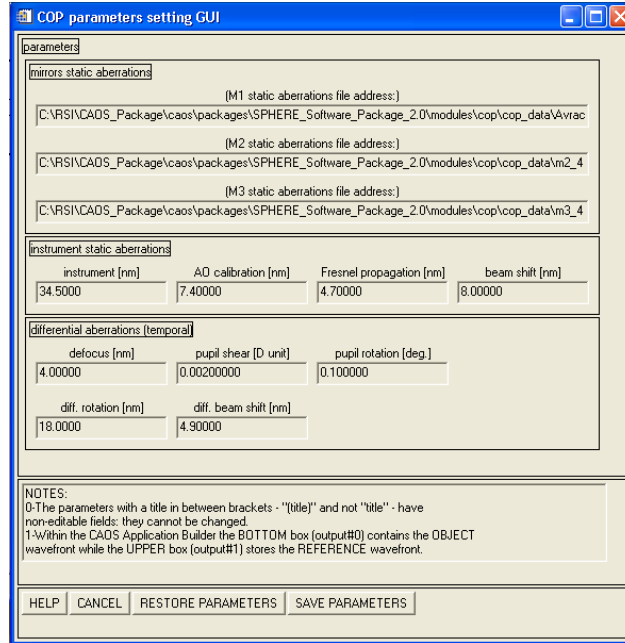 COP parameters setting GUI
parameters
mirrors static aberrations
(M1 static aberrations file address:)
C:\RSI\CAOS_Package\caos\packages\SPHERE_Software_Package_2.0\modules\cop\cop_data\Avrac
(M2 static aberrations file address:)
C:\RSI\CAOS_Package\caos\packages\SPHERE_Software_Package_2.0\modules\cop\cop_data\m2_4
(M3 static aberrations file address:)
C:\RSI\CAOS_Package\caos\packages\SPHERE_Software_Package_2.0\modules\cop\cop_data\m3_4
instrument static aberrations
instrument [nm] AO calibration [nm] Fresnel propagation [nm] beam shift [nm]
34.5000 7.40000 4.70000 8.00000
differential aberrations (temporal)
defocus [nm] pupil shear [D unit] pupil rotation [deg.]
4.00000 0.00200000 0.100000
diff. rotation [nm] diff. beam shift [nm]
18.0000 4.90000
NOTES:
0-The parameters with a title in between brackets - "(title)" and not "title" - have
non-editable fields: they cannot be changed.
1-Within the CAOS Application Builder the BOTTOM box (output#0) contains the OBJECT
wavefront while the UPPER box (output#1) stores the REFERENCE wavefront.
HELP CANCEL RESTORE PARAMETERS SAVE PARAMETERS